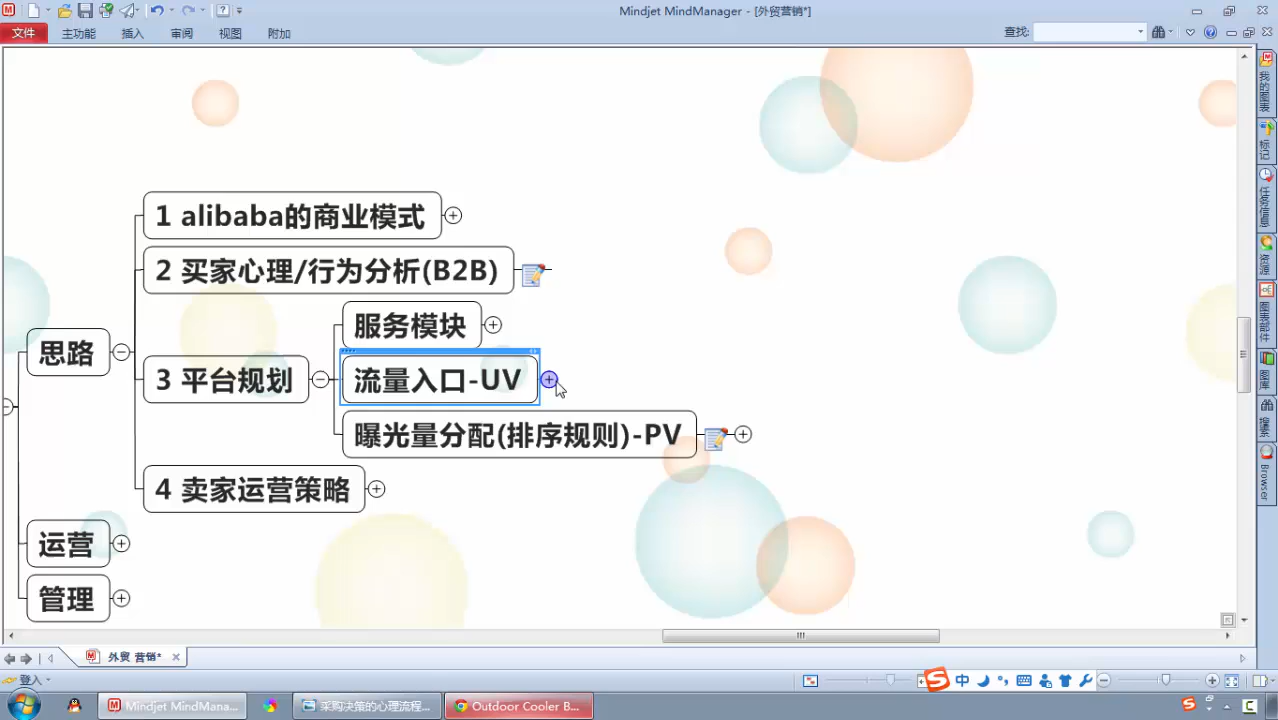 Mindjet MindManager - [外贸营销*]
文件 主功能 插入 审阅 视图 附加 查找:
我的图表
标记
任务信息
资源
图表部件
图库
搜索
Browser
1 alibaba的商业模式
2 买家心理/行为分析(B2B)
服务模块
思路
3 平台规划
流量入口-UV
曝光量分配(排序规则)-PV
4 卖家运营策略
运营
管理
外贸 营销*
登入
中
Mindjet MindMana...
采购决策的心理流程...
Outdoor Cooler B...